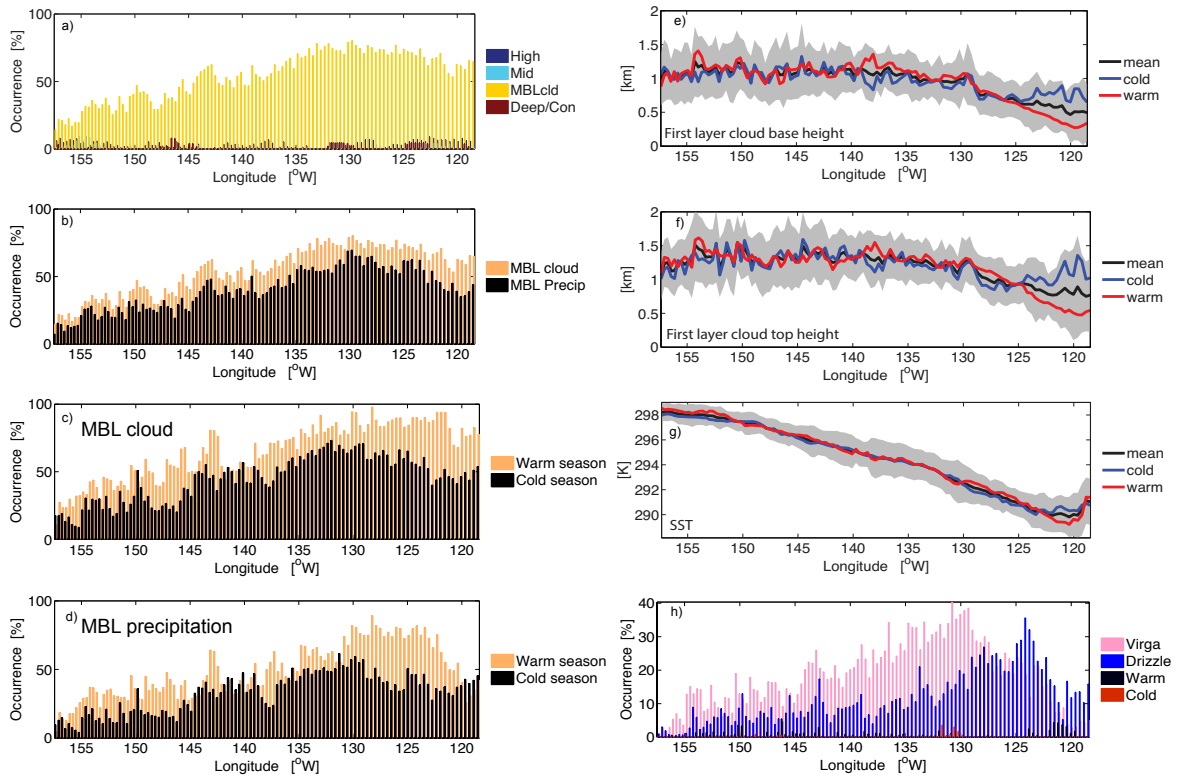 a)
Occurrence [%]
100
50
0
155 150 145 140 135 130 125 120
Longitude [°W]
High
Mid
MBLcld
Deep/Con
b)
Occurrence [%]
100
50
0
155 150 145 140 135 130 125 120
Longitude [°W]
MBL cloud
MBL Precip
c) MBL cloud
Occurrence [%]
100
50
0
155 150 145 140 135 130 125 120
Longitude [°W]
Warm season
Cold season
d) MBL precipitation
Occurrence [%]
100
50
0
155 150 145 140 135 130 125 120
Longitude [°W]
Warm season
Cold season
e)
[km]
2
1.5
1
0.5
0
First layer cloud base height
155 150 145 140 135 130 125 120
Longitude [°W]
mean
cold
warm
f)
[km]
2
1.5
1
0.5
0
First layer cloud top height
155 150 145 140 135 130 125 120
Longitude [°W]
mean
cold
warm
g)
[K]
298
296
294
292
290
SST
155 150 145 140 135 130 125 120
Longitude [°W]
mean
cold
warm
h)
Occurrence [%]
40
30
20
10
0
155 150 145 140 135 130 125 120
Longitude [°W]
Virga
Drizzle
Warm
Cold